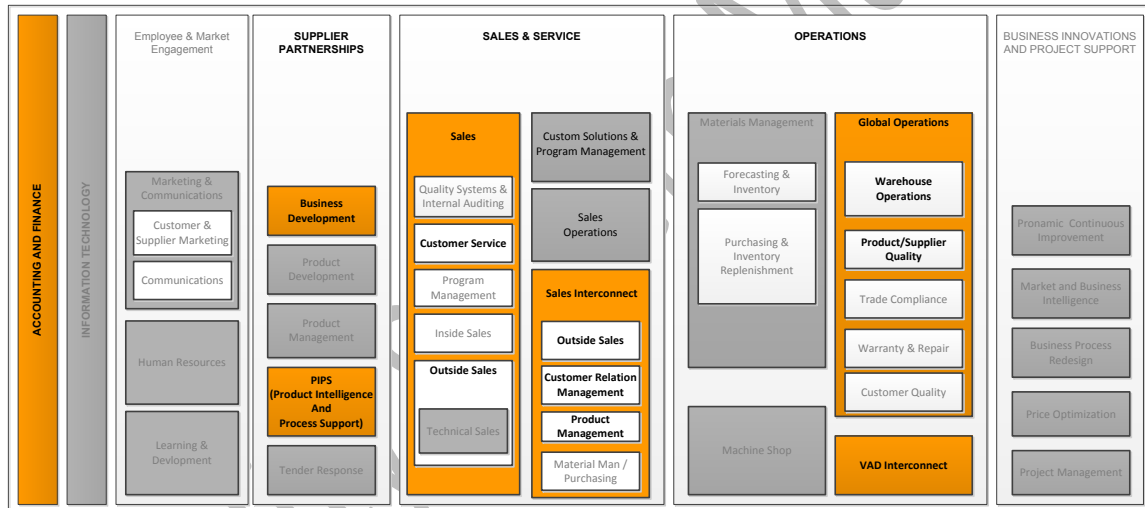 ACCOUNTING AND FINANCE
INFORMATION TECHNOLOGY
Employee & Market
Engagement
Marketing &
Communications
Customer &
Supplier Marketing
Communications
Human Resources
Learning &
Devlopment
SUPPLIER
PARTNERSHIPS
Business
Development
Product
Development
Product
Management
PIPS
(Product Intelligence
And
Process Support)
Tender Response
SALES & SERVICE
Sales
Quality Systems &
Internal Auditing
Customer Service
Program
Management
Inside Sales
Outside Sales
Technical Sales
Custom Solutions &
Program Management
Sales
Operations
Sales Interconnect
Outside Sales
Customer Relation
Management
Product
Management
Material Man /
Purchasing
OPERATIONS
Materials Management
Forecasting &
Inventory
Purchasing &
Inventory
Replenishment
Machine Shop
Global Operations
Warehouse
Operations
Product/Supplier
Quality
Trade Compliance
Warranty & Repair
Customer Quality
VAD Interconnect
BUSINESS INNOVATIONS
AND PROJECT SUPPORT
Pronamic Continuous
Improvement
Market and Business
Intelligence
Business Process
Redesign
Price Optimization
Project Management